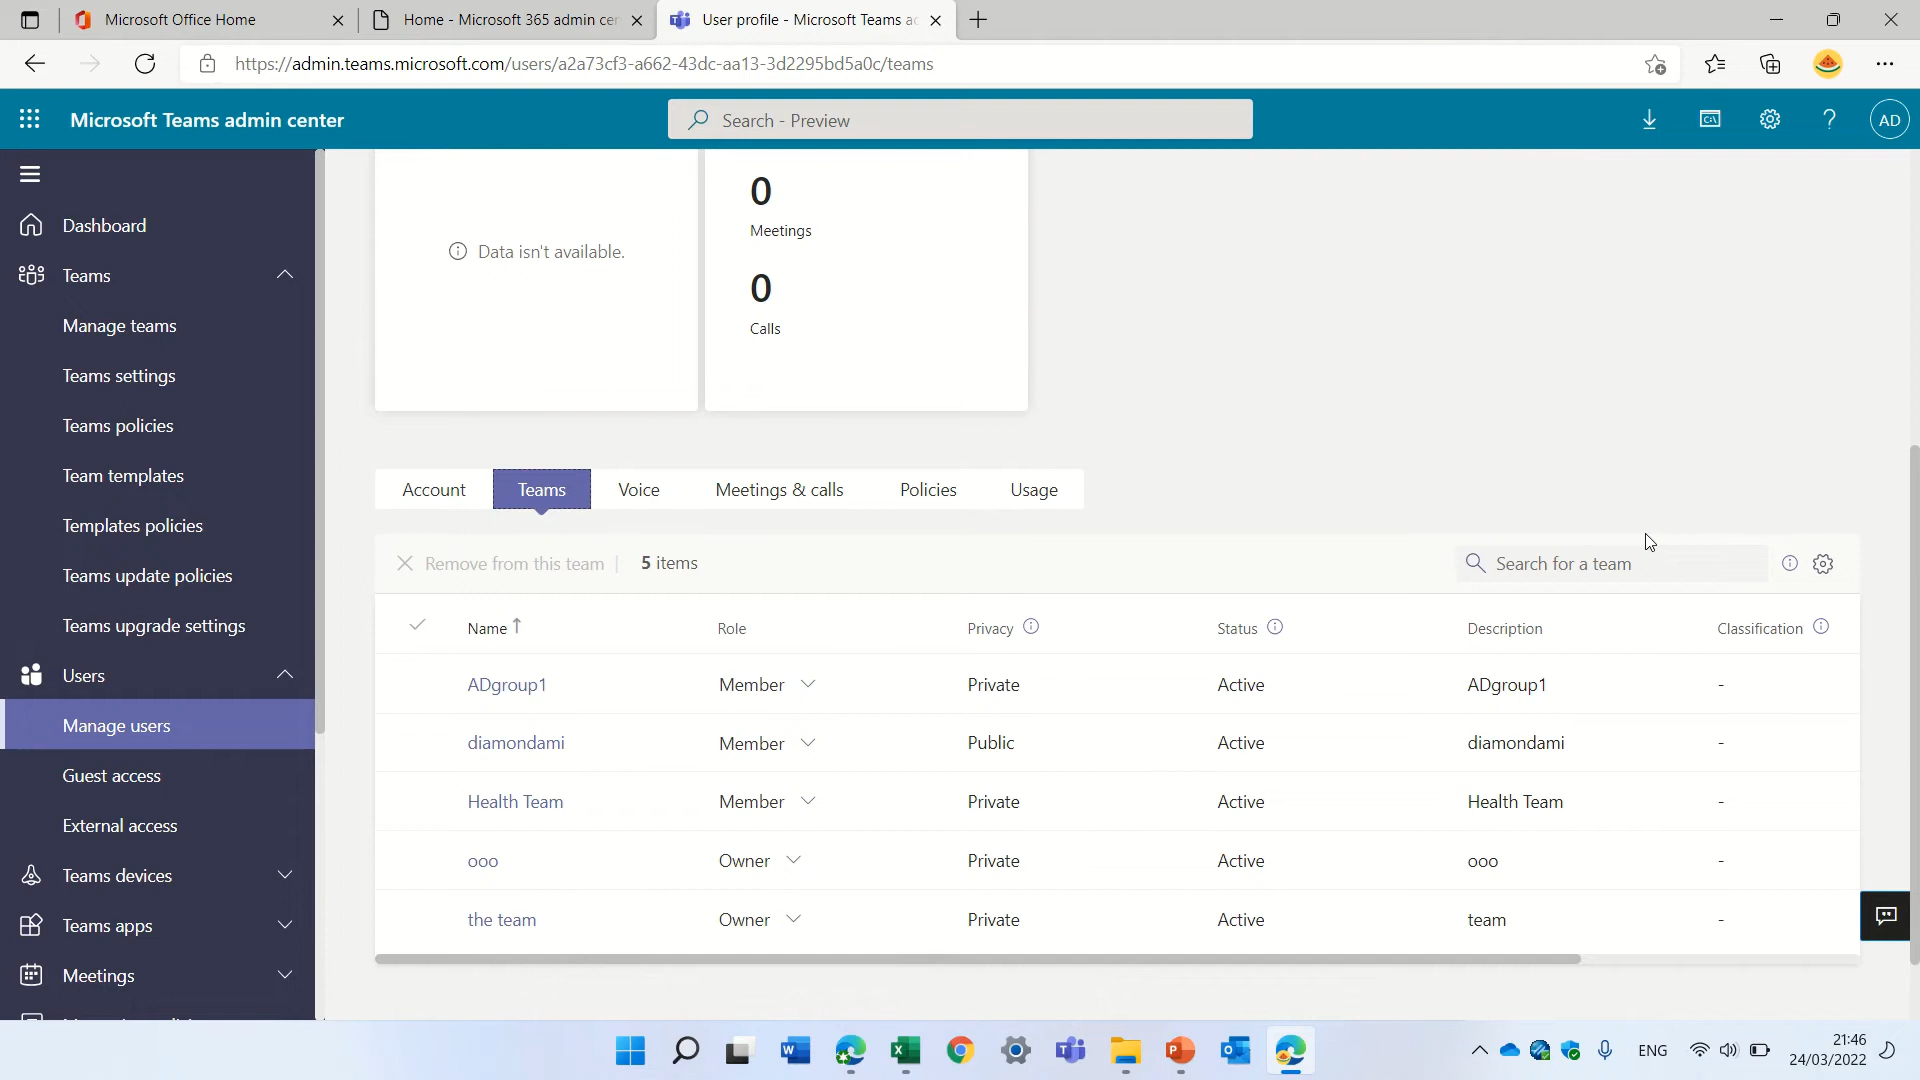 Microsoft Office Home
Home - Microsoft 365 admin cer
User profile - Microsoft Teams ac
https://admin.teams.microsoft.com/users/a2a73cf3-a662-43dc-aa13-3d2295bd5a0c/teams
Microsoft Teams admin center
Search - Preview
AD
Dashboard
Teams
Manage teams
Teams settings
Teams policies
Team templates
Templates policies
Teams update policies
Teams upgrade settings
Users
Manage users
Guest access
External access
Teams devices
Teams apps
Meetings
Data isn't available.
0
Meetings
0
Calls
Account Teams Voice Meetings & calls Policies Usage
Remove from this team | 5 items Search for a team
Name Role Privacy Status Description Classification
ADgroup1 Member Private Active ADgroup1 -
diamondami Member Public Active diamondami -
Health Team Member Private Active Health Team -
ooo Owner Private Active ooo -
the team Owner Private Active team -
ENG
21:46
24/03/2022